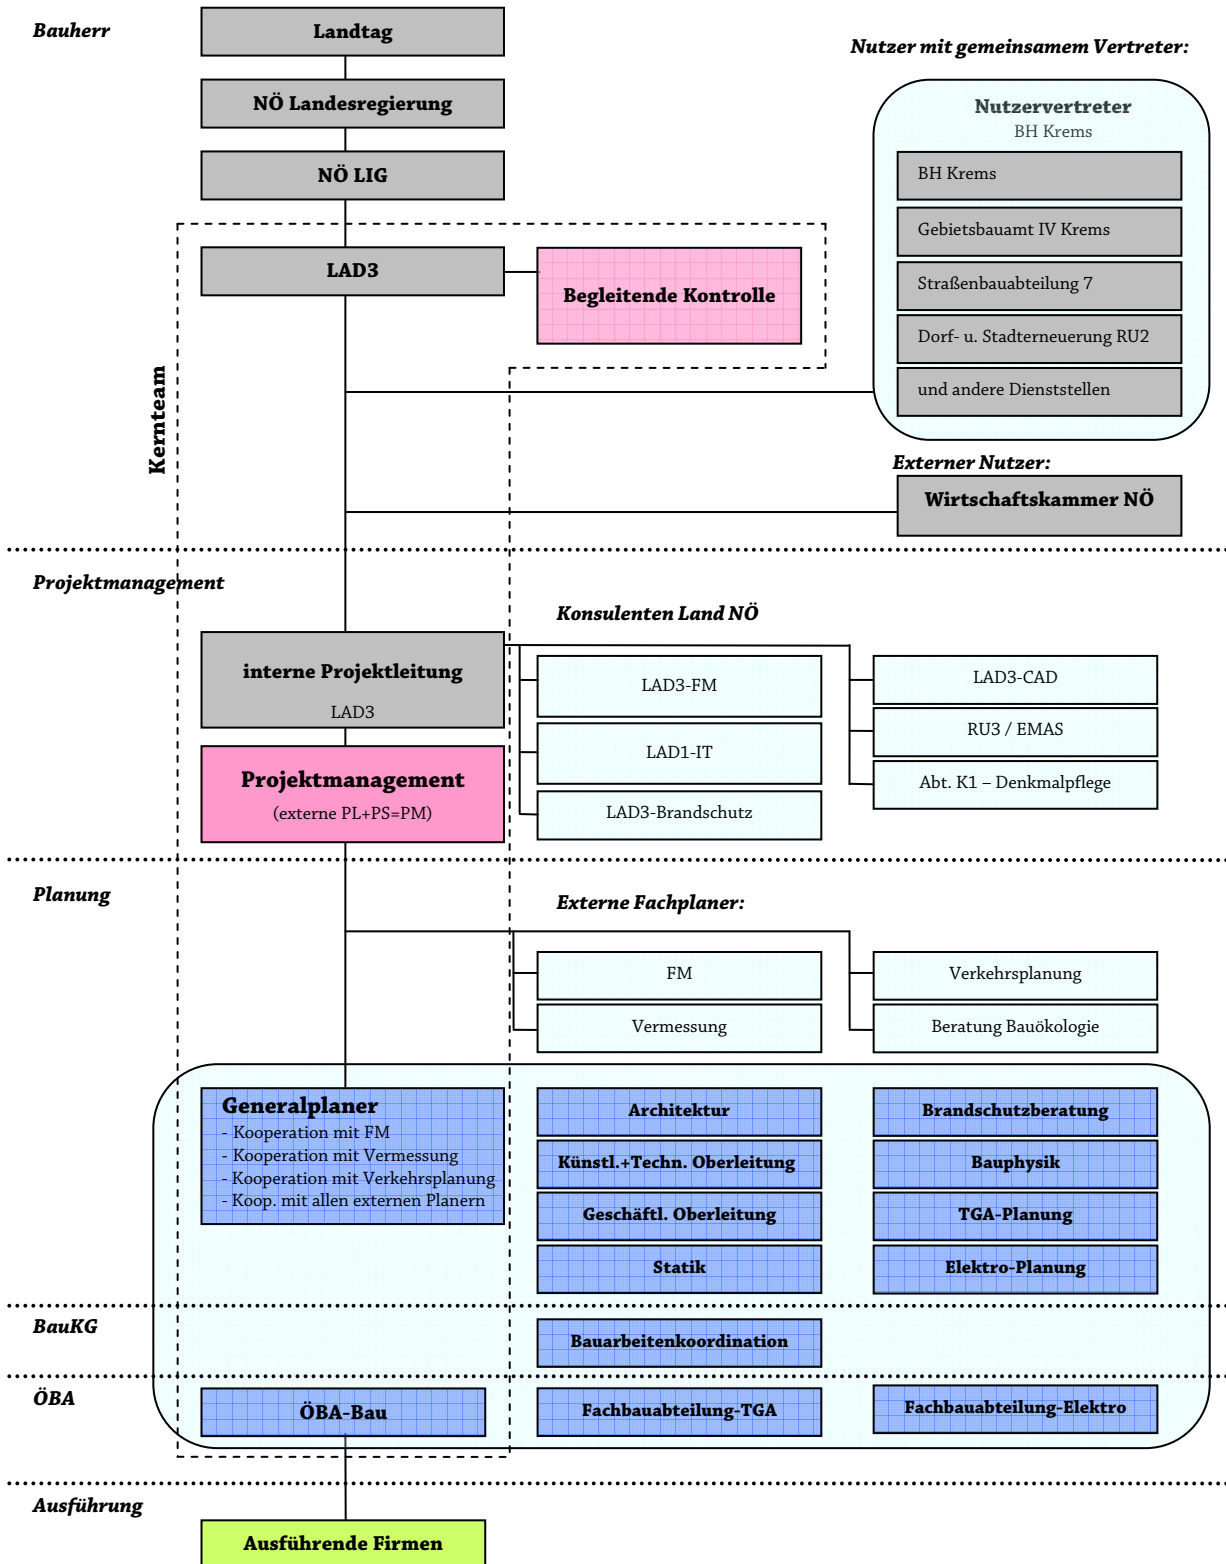 Bauherr
Landtag
Nutzer mit gemeinsamem Vertreter:
NÖ Landesregierung
NÖ LIG
Nutzervertreter
BH Krems
BH Krems
Gebietsbauamt IV Krems
Straßenbauabteilung 7
Dorf- u. Stadterneuerung RU2
und andere Dienststellen
LAD3
Begleitende Kontrolle
Kernteam
Externer Nutzer:
Wirtschaftskammer NÖ
Projektmanagement
Konsulenten Land NÖ
interne Projektleitung
LAD3
LAD3-FM
LAD3-CAD
LAD1-IT
RU3 / EMAS
Projektmanagement
(externe PL+PS=PM)
LAD3-Brandschutz
Abt. K1 – Denkmalpflege
Planung
Externe Fachplaner:
FM
Verkehrsplanung
Vermessung
Beratung Bauökologie
Generalplaner
- Kooperation mit FM
- Kooperation mit Vermessung
- Kooperation mit Verkehrsplanung
- Koop. mit allen externen Planern
Architektur
Brandschutzberatung
Künstl.+Techn. Oberleitung
Bauphysik
Geschäftl. Oberleitung
TGA-Planung
Statik
Elektro-Planung
BauKG
Bauarbeitenkoordination
ÖBA
ÖBA-Bau
Fachbauabteilung-TGA
Fachbauabteilung-Elektro
Ausführung
Ausführende Firmen